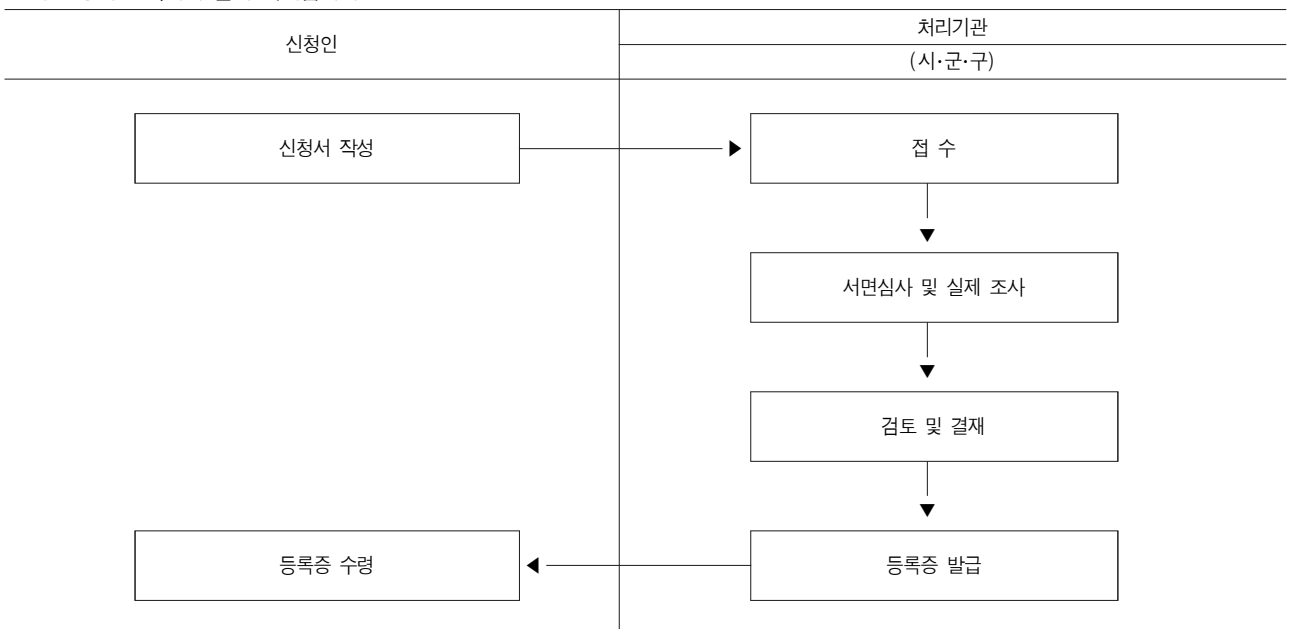 신청인
처리기관
(시·군·구)
신청서 작성
접 수
서면심사 및 실제 조사
검토 및 결재
등록증 수령
등록증 발급